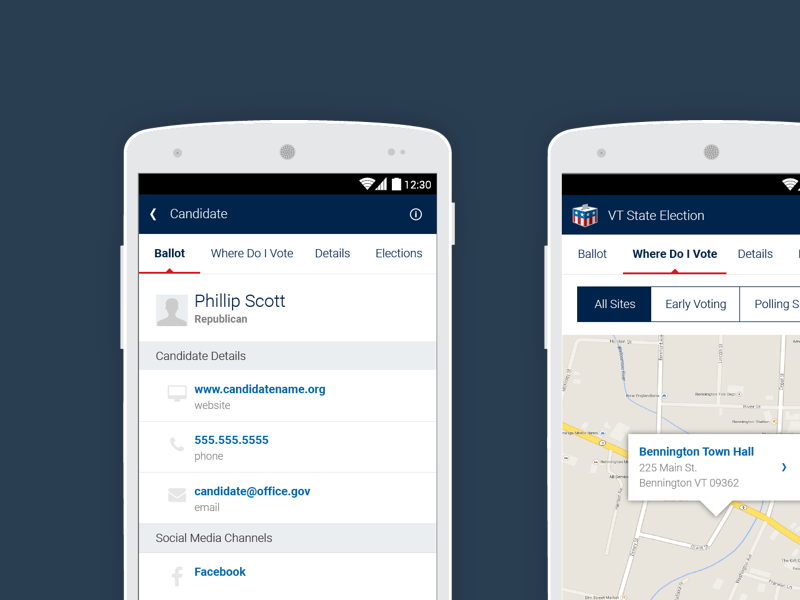 12:30
Candidate
Ballot Where Do I Vote Details Elections
Phillip Scott
Republican
Candidate Details
www.candidatename.org
website
555.555.5555
phone
candidate@office.gov
email
Social Media Channels
Facebook
VT State Election
Ballot Where Do I Vote Details
All Sites Early Voting Polling S
Bennington Town Hall
225 Main St.
Bennington VT 09362